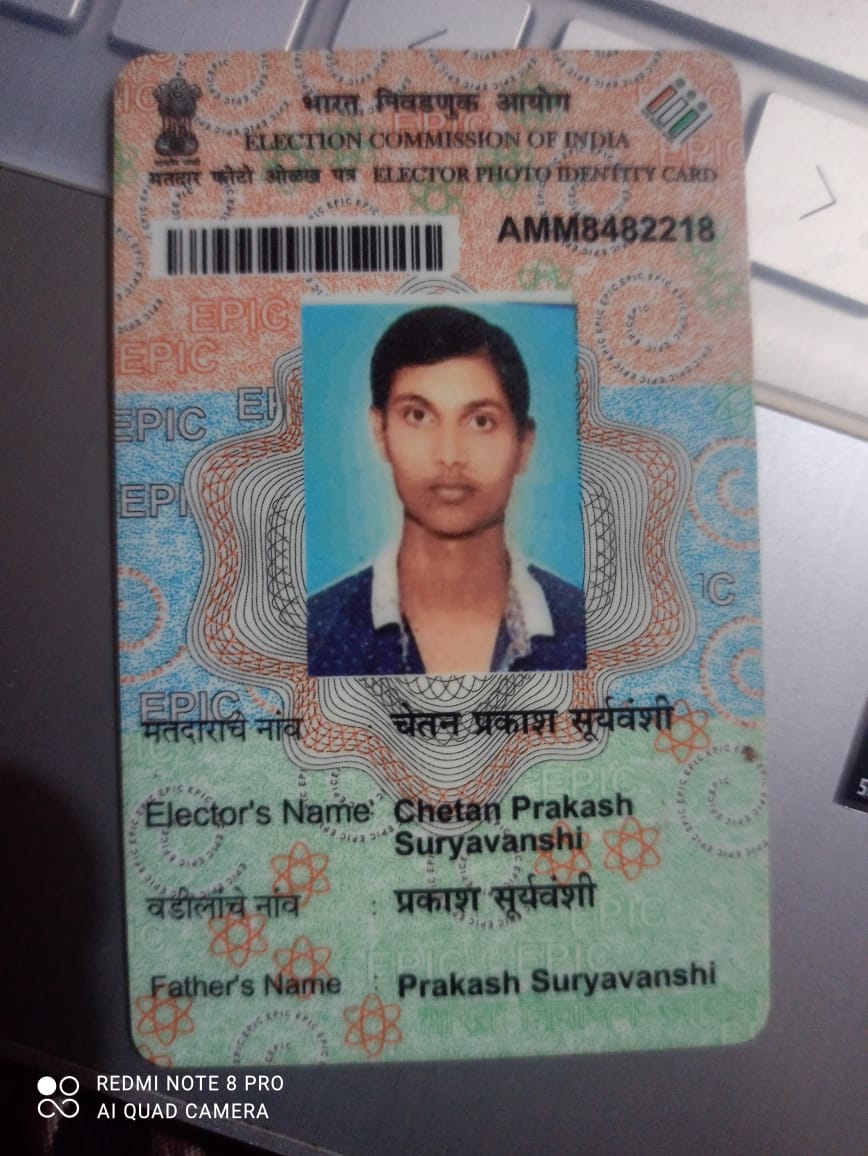 भारत निवडणुक आयोग
ELECTION COMMISSION OF INDIA
मतदार फोटो ओळख पत्र ELECTOR PHOTO IDENTITY CARD
AMM8482218
EPIC
EPIC
EPIC
EPIC
EPIC
मतदाराचे नांव : चेतन प्रकाश सूर्यवंशी
Elector's Name : Chetan Prakash
Suryavanshi
वडीलांचे नांव : प्रकाश सूर्यवंशी
Father's Name : Prakash Suryavanshi
REDMI NOTE 8 PRO
AI QUAD CAMERA